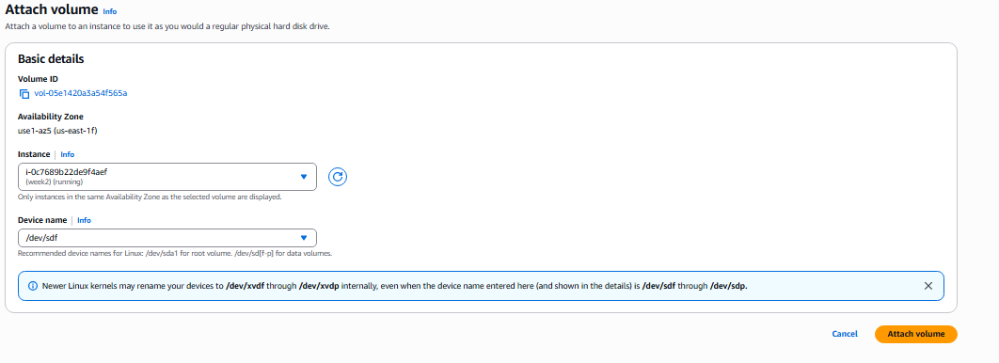 Attach volume Info
Attach a volume to an instance to use it as you would a regular physical hard disk drive.
Basic details
Volume ID
vol-05e1420a3a54f565a
Availability Zone
use1-az5 (us-east-1f)
Instance | Info
i-0c7689b22de9f4aef
(week2) (running)
Only instances in the same Availability Zone as the selected volume are displayed.
Device name | Info
/dev/sdf
Recommended device names for Linux: /dev/sda1 for root volume. /dev/sd[f-p] for data volumes.
Newer Linux kernels may rename your devices to /dev/xvdf through /dev/xvdp internally, even when the device name entered here (and shown in the details) is /dev/sdf through /dev/sdp.
Cancel Attach volume